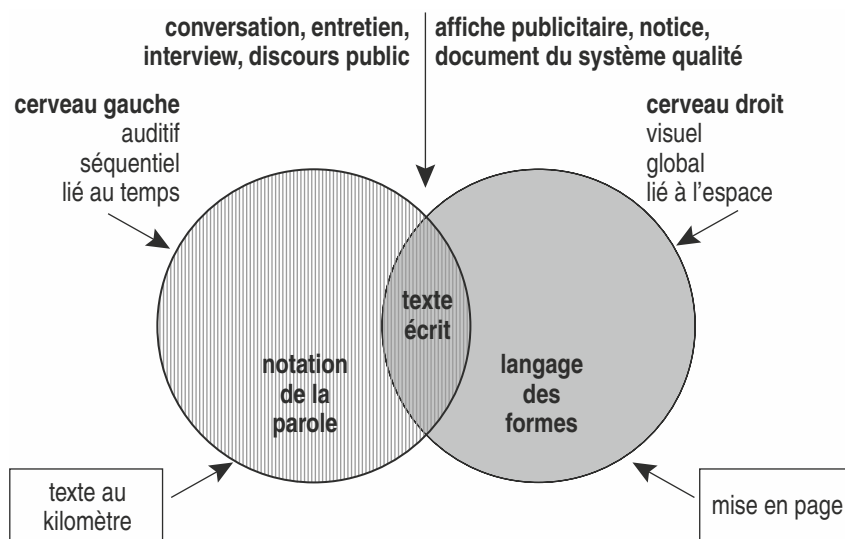 conversation, entretien,
interview, discours public
affiche publicitaire, notice,
document du système qualité
cerveau gauche
auditif
séquentiel
lié au temps
cerveau droit
visuel
global
lié à l'espace
texte
écrit
notation
de la
parole
langage
des
formes
texte au
kilomètre
mise en page